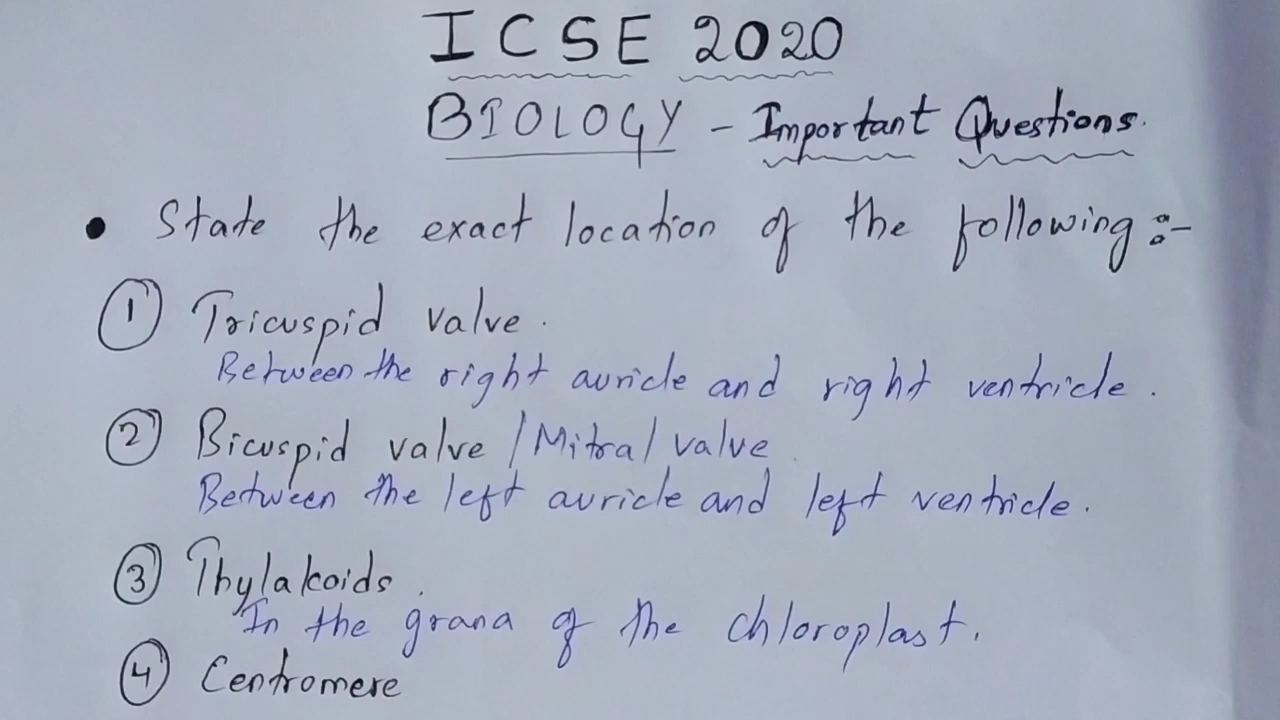 ICSE 2020
BIOLOGY - Important Questions.
• State the exact location of the following :-
① Tricuspid valve.
Between the right auricle and right ventricle.
② Bicuspid valve / Mitral valve
Between the left auricle and left ventricle.
③ Thylakoids.
In the grana of the chloroplast.
④ Centromere